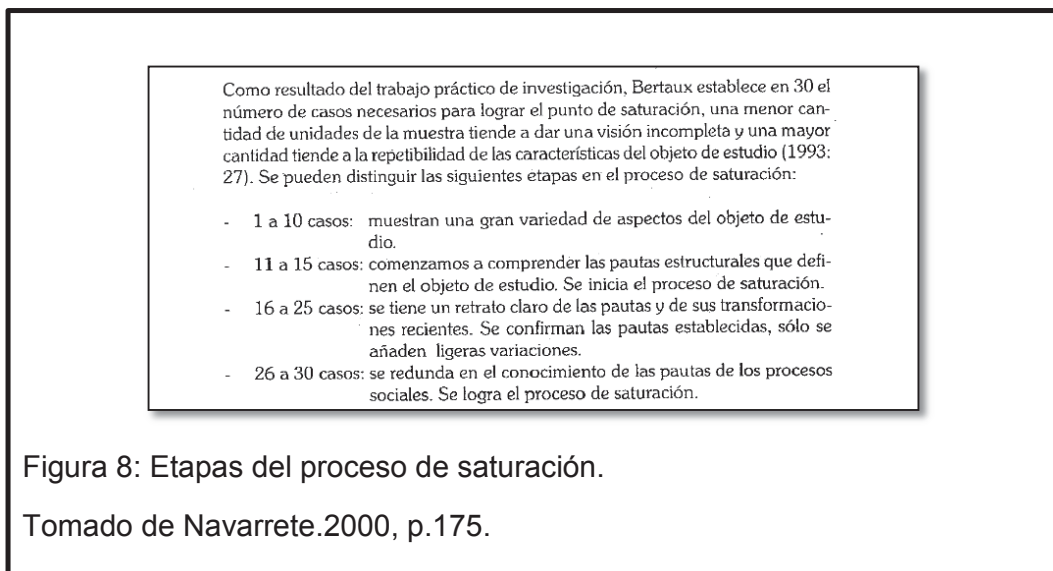 Como resultado del trabajo práctico de investigación, Bertaux establece en 30 el
número de casos necesarios para lograr el punto de saturación, una menor can-
tidad de unidades de la muestra tiende a dar una visión incompleta y una mayor
cantidad tiende a la repetibilidad de las características del objeto de estudio (1993:
27). Se pueden distinguir las siguientes etapas en el proceso de saturación:
- 1 a 10 casos: muestran una gran variedad de aspectos del objeto de estu-
dio.
- 11 a 15 casos: comenzamos a comprender las pautas estructurales que defi-
nen el objeto de estudio. Se inicia el proceso de saturación.
- 16 a 25 casos: se tiene un retrato claro de las pautas y de sus transformacio-
nes recientes. Se confirman las pautas establecidas, sólo se
añaden ligeras variaciones.
- 26 a 30 casos: se redunda en el conocimiento de las pautas de los procesos
sociales. Se logra el proceso de saturación.
Figura 8: Etapas del proceso de saturación.
Tomado de Navarrete.2000, p.175.